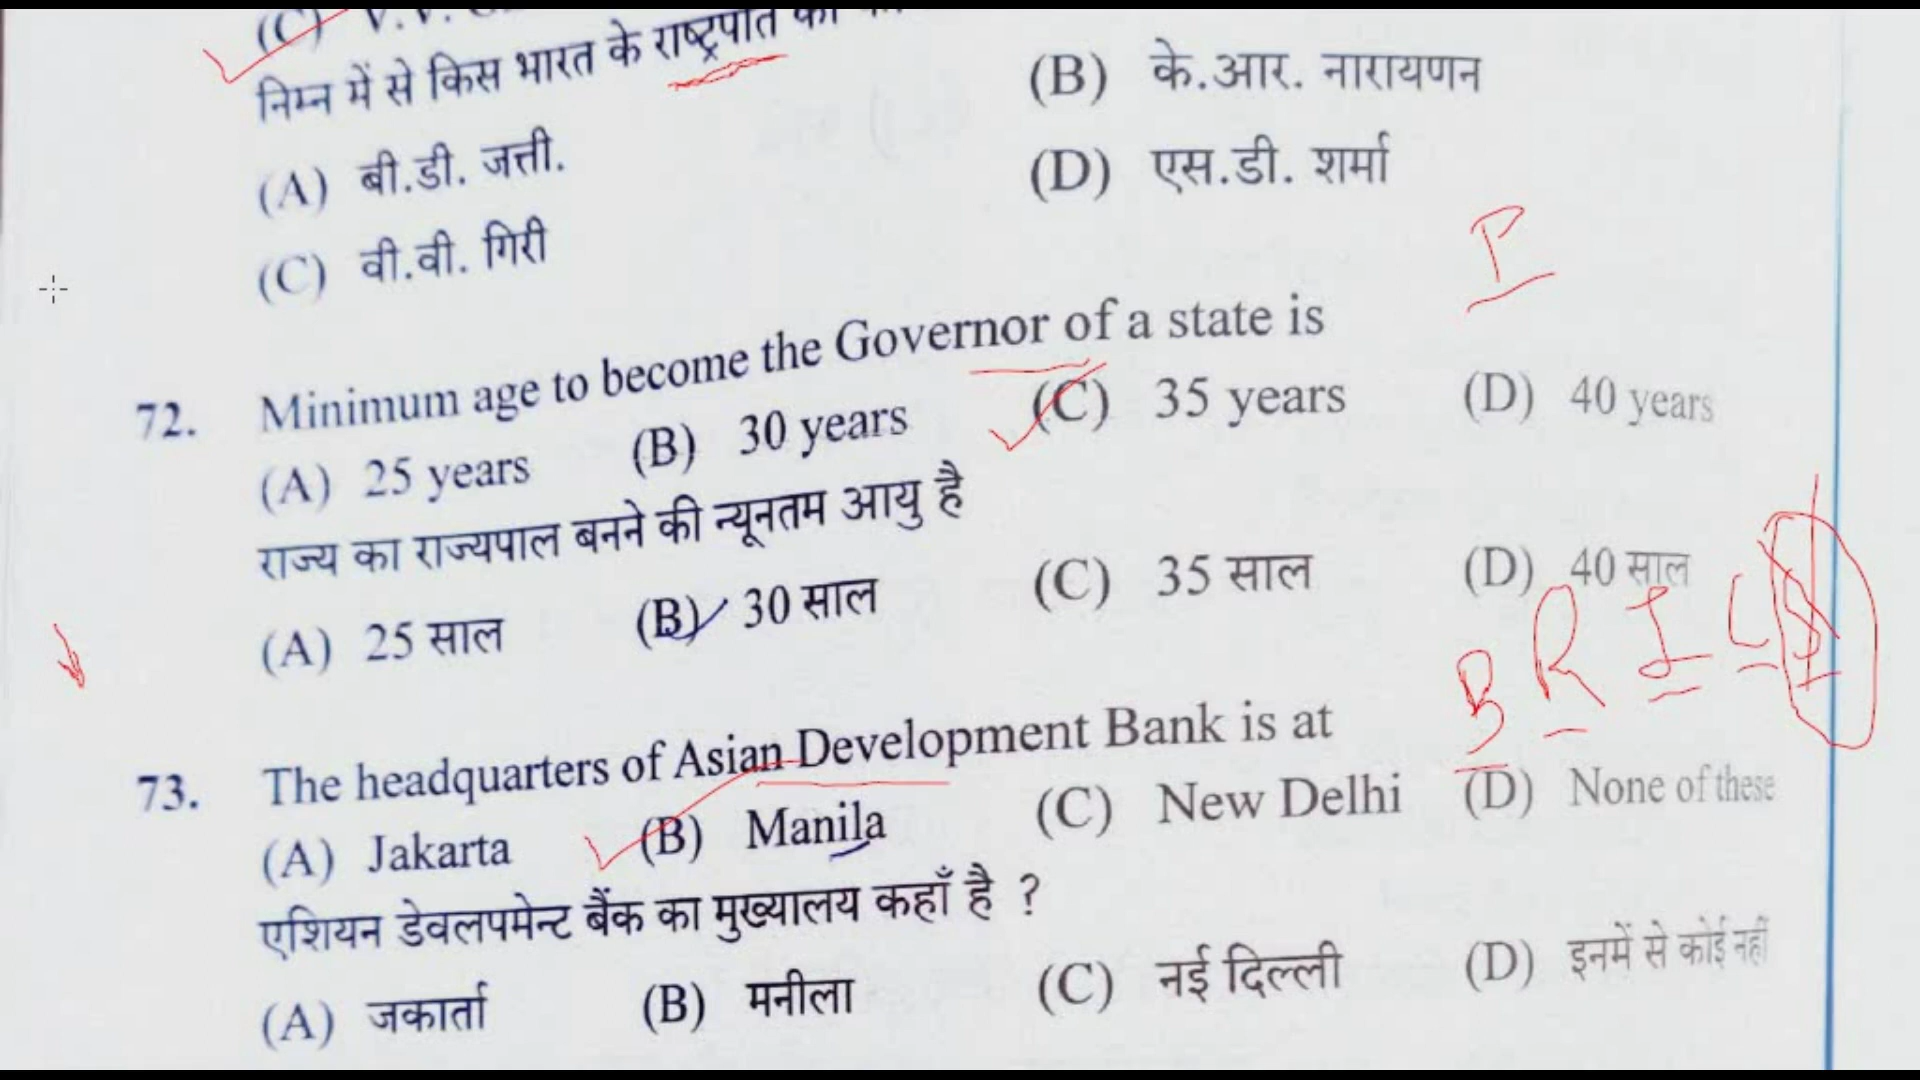 (C) V.V.
निम्न में से किस भारत के राष्ट्रपति को
(A) बी.डी. जत्ती. (B) के.आर. नारायणन
(C) वी.वी. गिरी (D) एस.डी. शर्मा
P
72. Minimum age to become the Governor of a state is
(A) 25 years (B) 30 years (C) 35 years (D) 40 years
राज्य का राज्यपाल बनने की न्यूनतम आयु है
(A) 25 साल (B) 30 साल (C) 35 साल (D) 40 साल
BRICS
73. The headquarters of Asian Development Bank is at
(A) Jakarta (B) Manila (C) New Delhi (D) None of these
एशियन डेवलपमेन्ट बैंक का मुख्यालय कहाँ है ?
(A) जकार्ता (B) मनीला (C) नई दिल्ली (D) इनमें से कोई नहीं